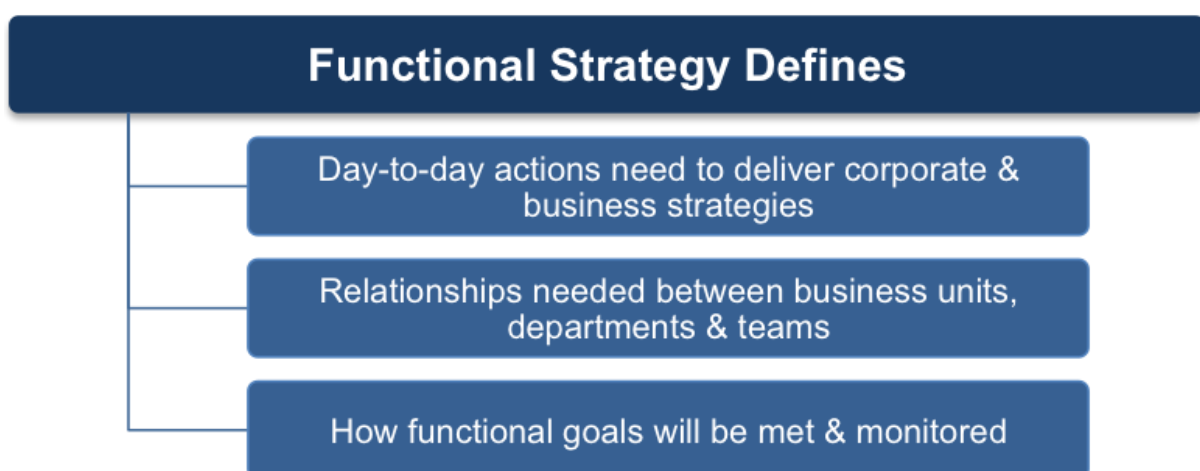 Functional Strategy Defines
Day-to-day actions need to deliver corporate &
business strategies
Relationships needed between business units,
departments & teams
How functional goals will be met & monitored